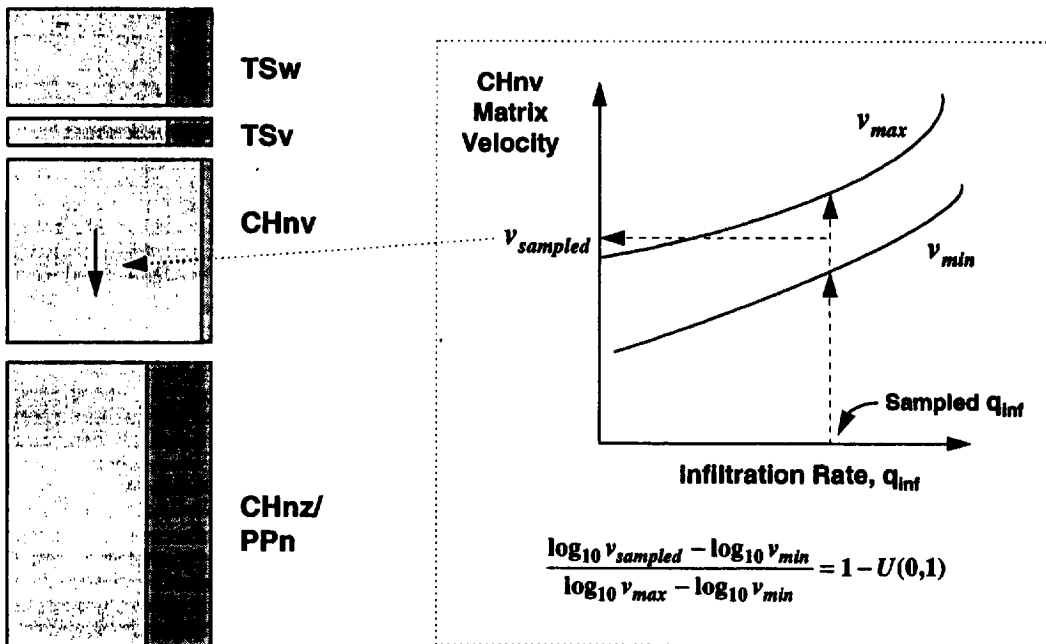 TSw
TSv
CHnv
CHnz/
PPn
CHnv
Matrix
Velocity
v_max
v_sampled
v_min
Sampled q_inf
Infiltration Rate, q_inf
log₁₀ v_sampled – log₁₀ v_min
log₁₀ v_max – log₁₀ v_min
= 1 – U(0,1)